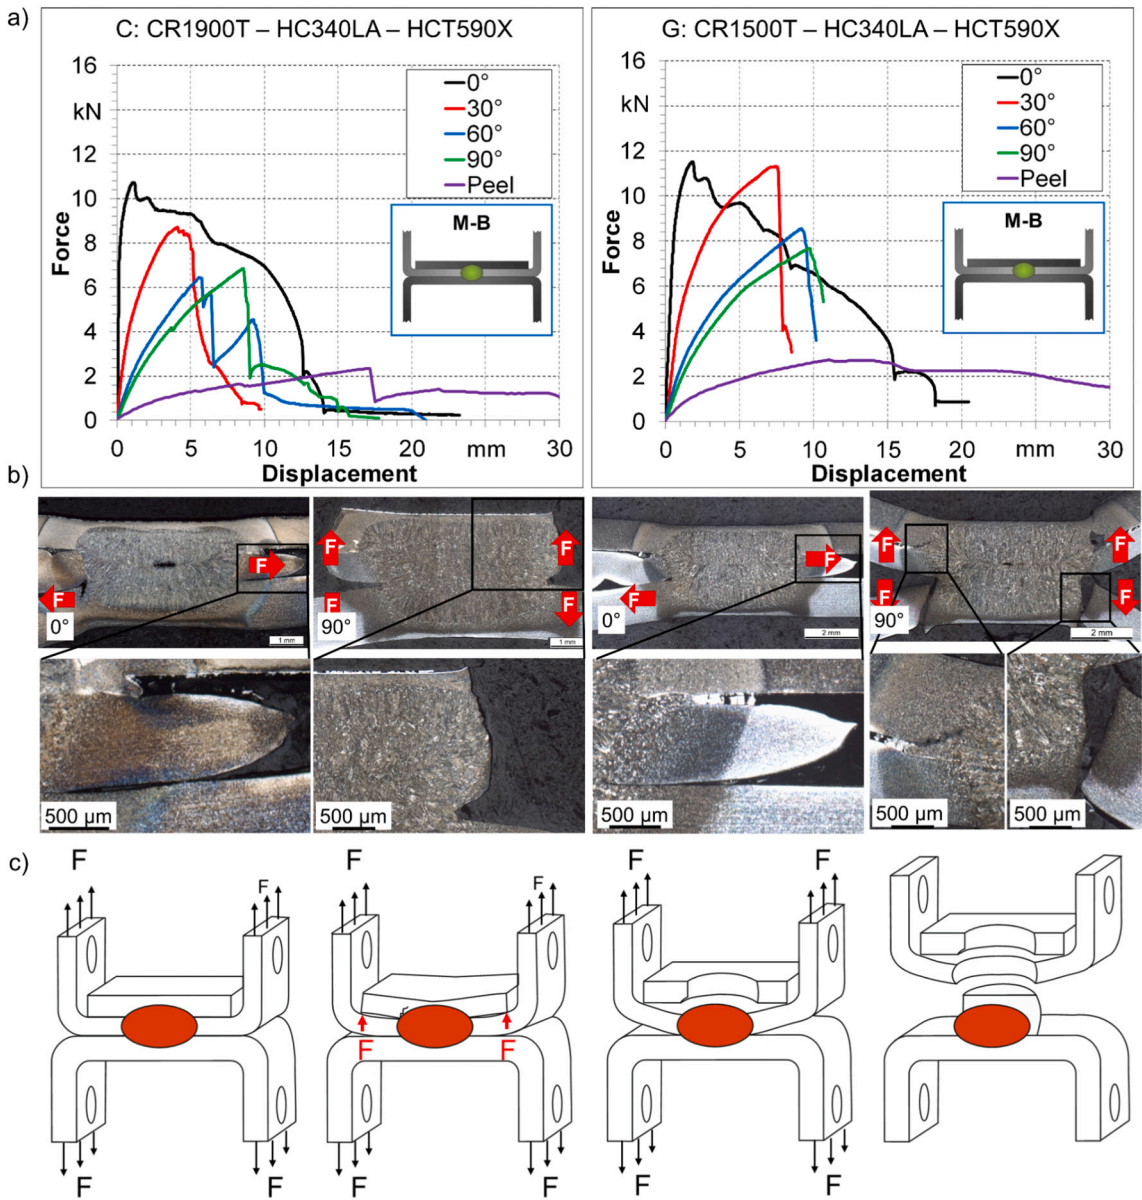 a)
C: CR1900T – HC340LA – HCT590X
16
14
kN
12
10
8
6
4
2
0
Force
0°
30°
60°
90°
Peel
M-B
0 5 10 15 20 mm 30
Displacement
G: CR1500T – HC340LA – HCT590X
16
kN
12
10
8
6
4
2
0
Force
0°
30°
60°
90°
Peel
M-B
0 5 10 15 20 mm 30
Displacement
b)
F
F
0°
1 mm
F
F
F
F
90°
1 mm
F
F
0°
2 mm
F
F
F
F
90°
2 mm
500 µm
500 µm
500 µm
500 µm
500 µm
c)
F
F
F
F
F
F
F
F
F
F
F
F
F
F